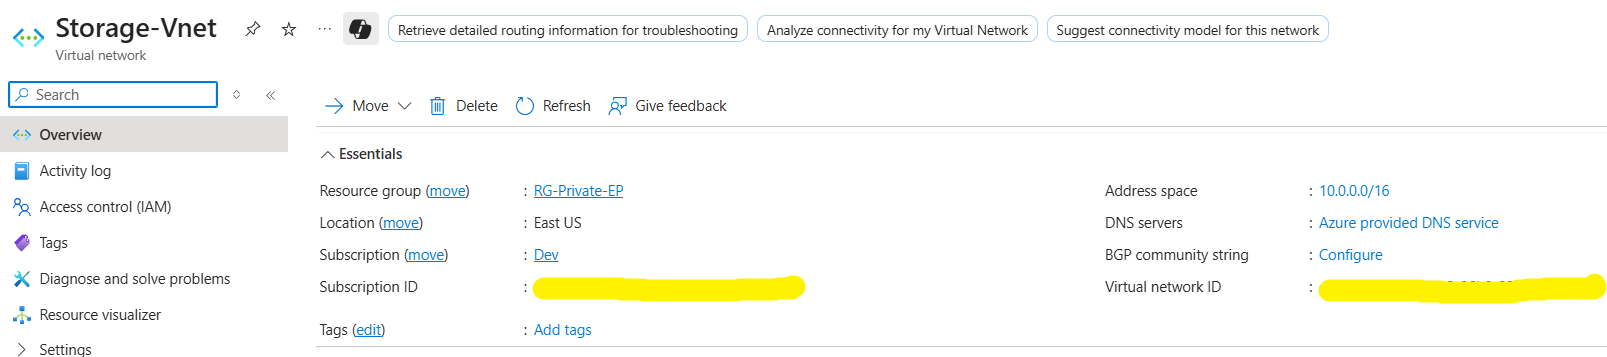 Storage-Vnet
Virtual network
Retrieve detailed routing information for troubleshooting
Analyze connectivity for my Virtual Network
Suggest connectivity model for this network
Search
Overview
Activity log
Access control (IAM)
Tags
Diagnose and solve problems
Resource visualizer
Settings
Move
Delete
Refresh
Give feedback
Essentials
Resource group (move) : RG-Private-EP
Location (move) : East US
Subscription (move) : Dev
Subscription ID :
Tags (edit) : Add tags
Address space : 10.0.0.0/16
DNS servers : Azure provided DNS service
BGP community string : Configure
Virtual network ID :